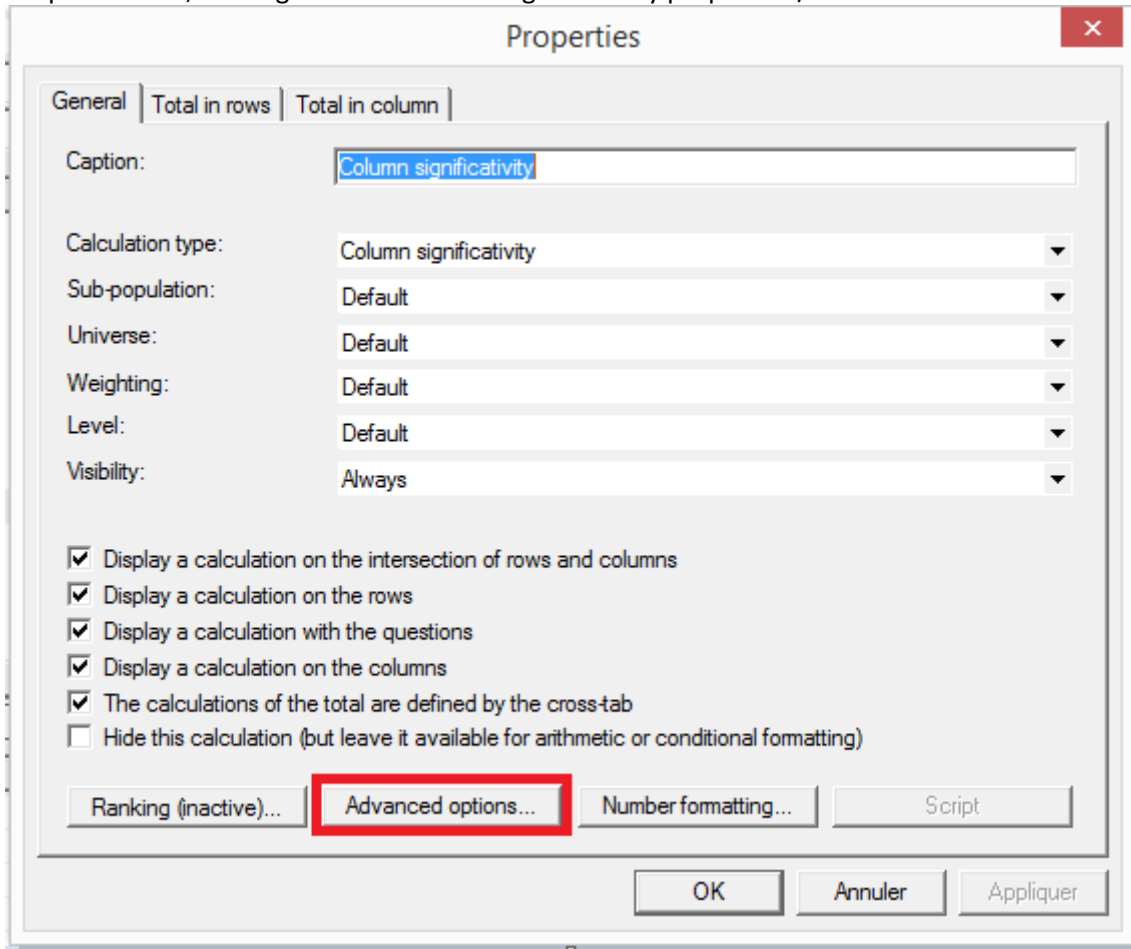 Properties
General Total in rows Total in column
Caption: Column significativity
Calculation type: Column significativity
Sub-population: Default
Universe: Default
Weighting: Default
Level: Default
Visibility: Always
Display a calculation on the intersection of rows and columns
Display a calculation on the rows
Display a calculation with the questions
Display a calculation on the columns
The calculations of the total are defined by the cross-tab
Hide this calculation (but leave it available for arithmetic or conditional formatting)
Ranking (inactive)... Advanced options... Number formatting... Script
OK Annuler Appliquer